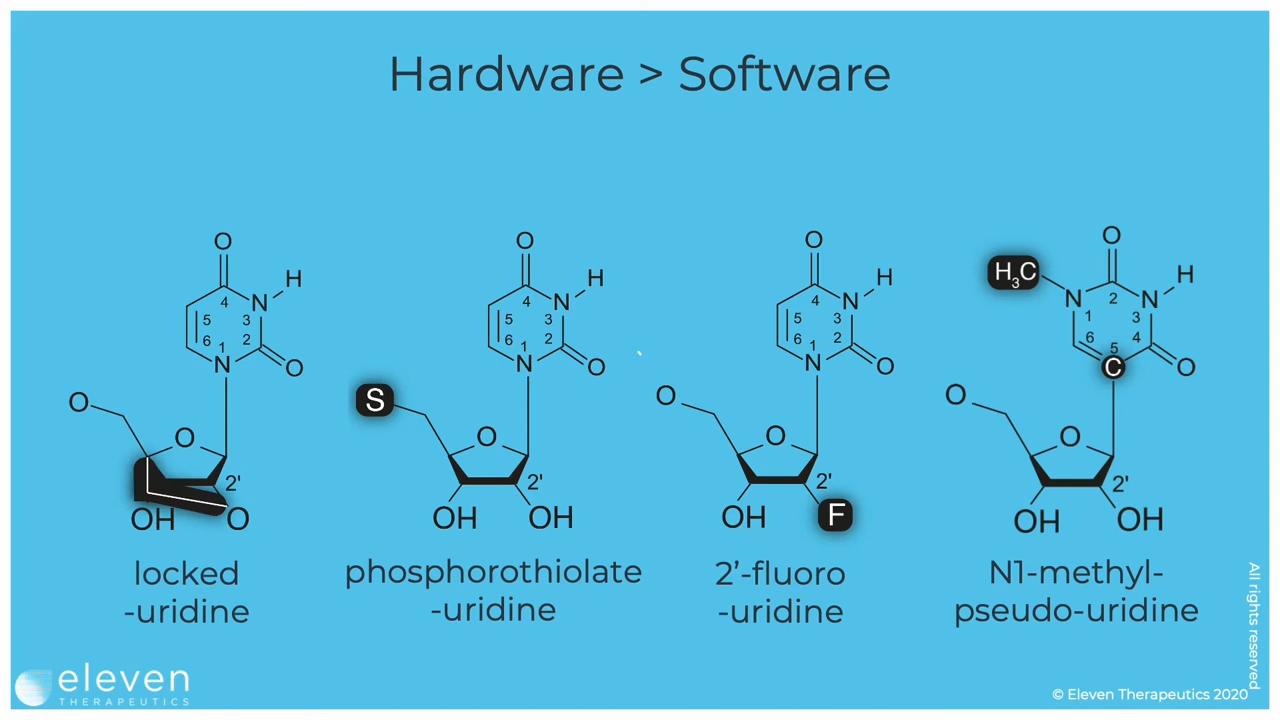 Hardware > Software
O
H
N
4
3
5
6
1
2
N
O
O
O
2'
OH
O
locked
-uridine
O
H
N
4
3
5
6
1
2
N
O
S
O
2'
OH
OH
phosphorothiolate
-uridine
O
H
N
4
3
5
6
1
2
N
O
O
O
2'
OH
F
2’-fluoro
-uridine
O
H₃C
H
N
N
2
1
3
6
5
4
C
O
O
O
2'
OH
OH
N1-methyl-
pseudo-uridine
All rights reserved
eleven
THERAPEUTICS
© Eleven Therapeutics 2020